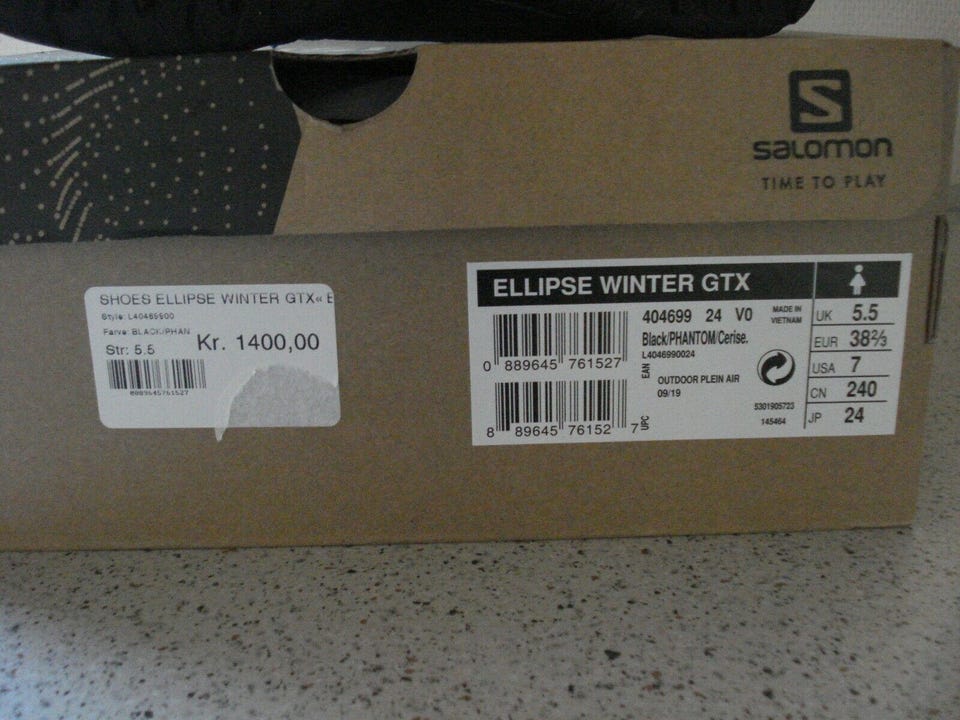 S
SALOMON
TIME TO PLAY
SHOES ELLIPSE WINTER GTX« B
Style: L40469900
Farve: BLACK/PHAN
Str: 5.5
Kr. 1400,00
0889645761527
ELLIPSE WINTER GTX
0 889645 761527
EAN
8 89645 76152 7
UPC
404699 24 V0
Black/PHANTOM/Cerise.
L4046990024
OUTDOOR PLEIN AIR
09/19
MADE IN
VIETNAM
5301905723
145464
UK 5.5
EUR 38⅔
USA 7
CN 240
JP 24